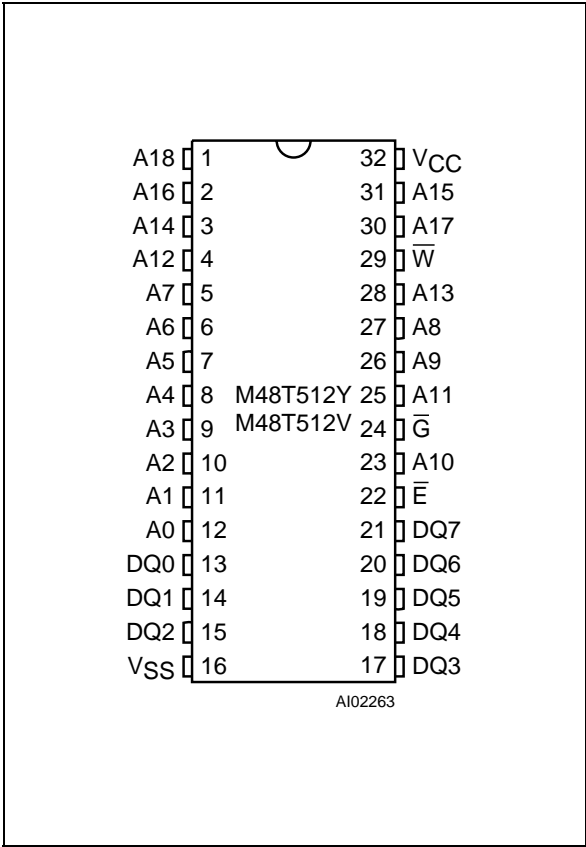 A18 1 32 VCC
A16 2 31 A15
A14 3 30 A17
A12 4 29 W̅
A7 5 28 A13
A6 6 27 A8
A5 7 26 A9
A4 8 M48T512Y 25 A11
A3 9 M48T512V 24 G̅
A2 10 23 A10
A1 11 22 E̅
A0 12 21 DQ7
DQ0 13 20 DQ6
DQ1 14 19 DQ5
DQ2 15 18 DQ4
VSS 16 17 DQ3
AI02263